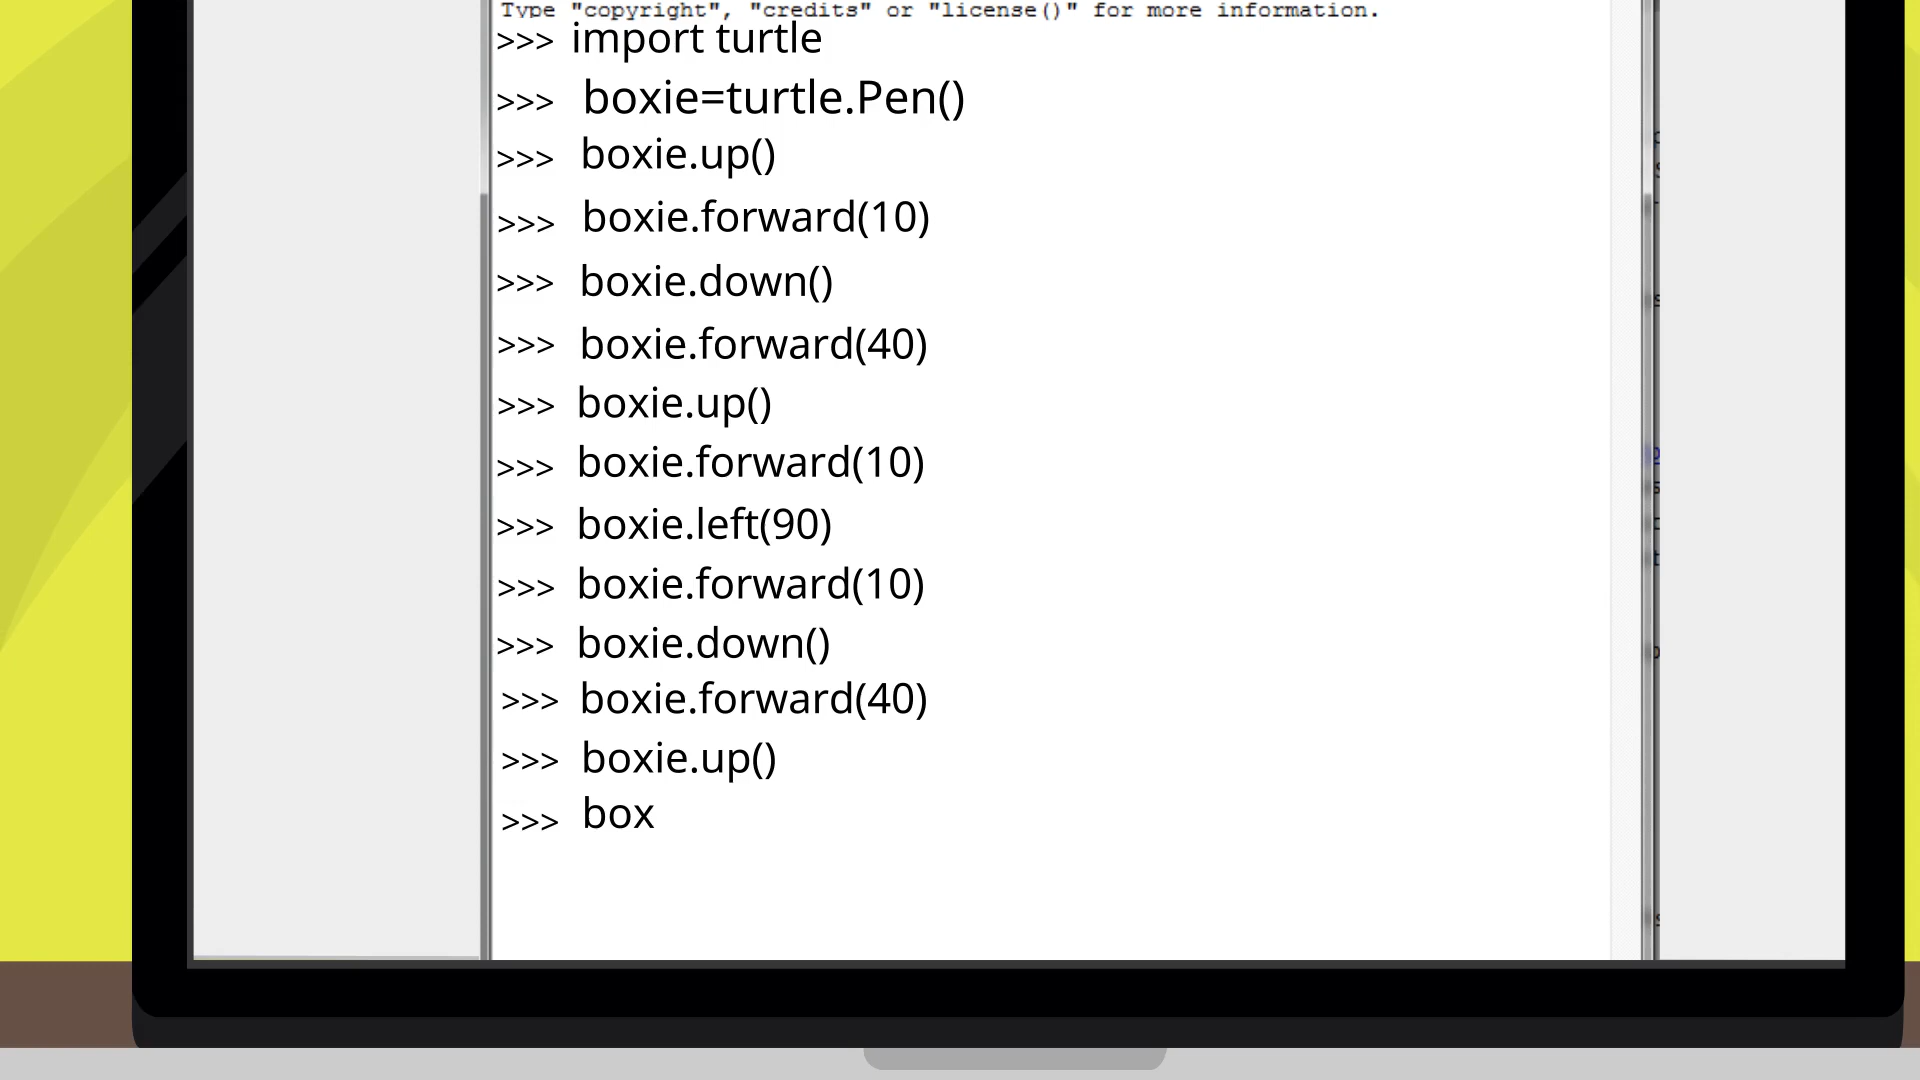 Type "copyright", "credits" or "license()" for more information.
>>> import turtle
>>> boxie=turtle.Pen()
>>> boxie.up()
>>> boxie.forward(10)
>>> boxie.down()
>>> boxie.forward(40)
>>> boxie.up()
>>> boxie.forward(10)
>>> boxie.left(90)
>>> boxie.forward(10)
>>> boxie.down()
>>> boxie.forward(40)
>>> boxie.up()
>>> box